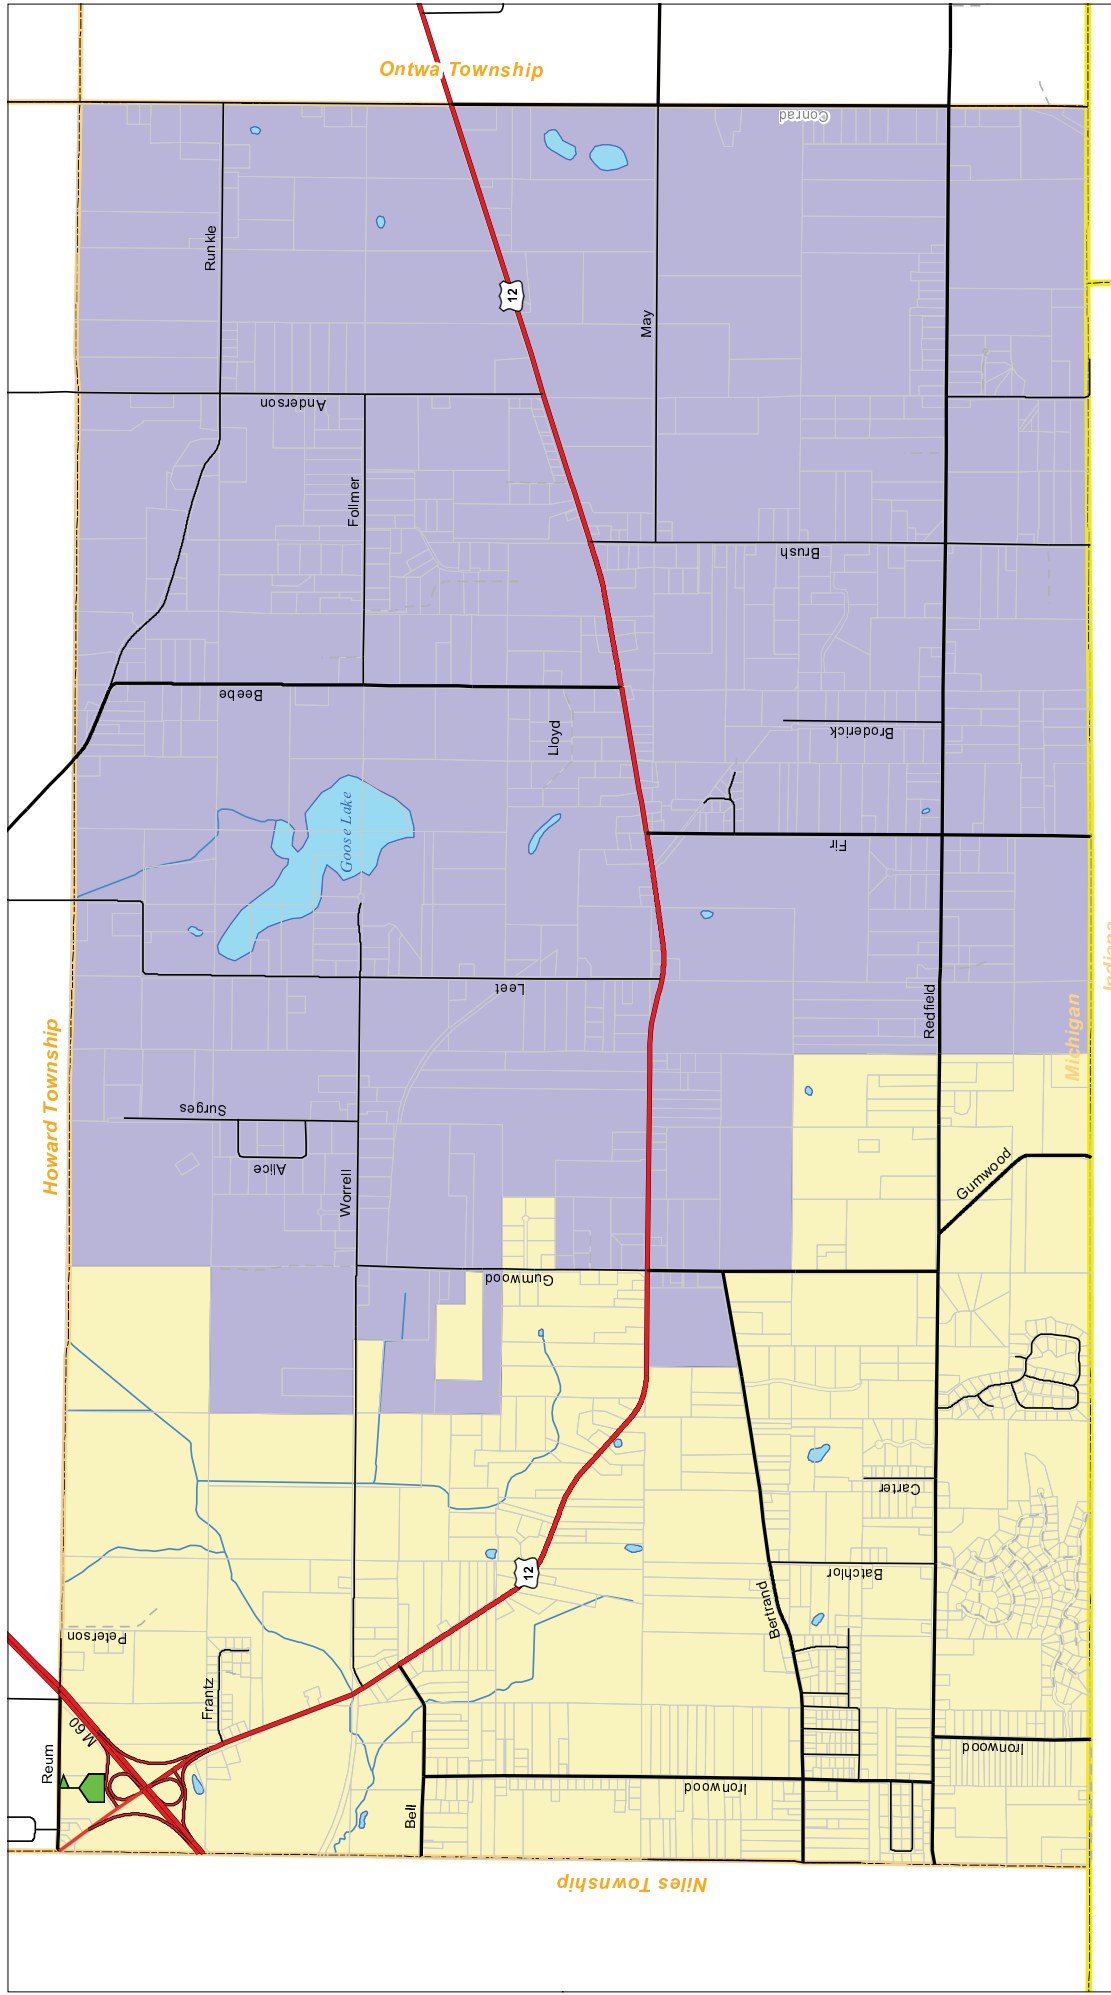 Ontwa Township
Conrad
Runkle
12
May
Anderson
Follmer
Brush
Beebe
Lloyd
Broderick
Goose Lake
Fir
Indiana
Leet
Redfield
Michigan
Howard Township
Surges
Alice
Worrell
Gumwood
Gumwood
Carter
12
Batchlor
Bertrand
Peterson
Frantz
M 60
Reum
Ironwood
Ironwood
Bell
Niles Township